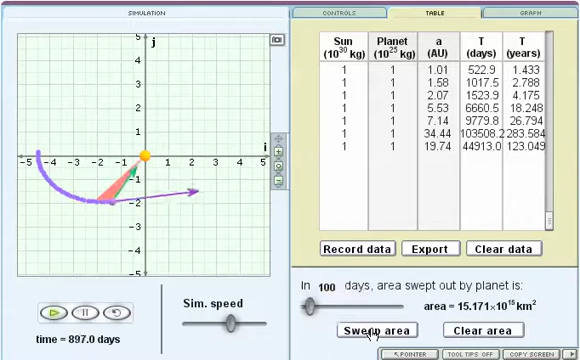 SIMULATION
CONTROLS TABLE GRAPH
j
5
4
3
2
1
i
-5 -4 -3 -2 -1 1 2 3 4 5
-1
-2
-3
-4
-5
Sun Planet a T T
(10³⁰ kg) (10²⁵ kg) (AU) (days) (years)
1 1 1.01 522.9 1.433
1 1 1.58 1017.5 2.788
1 1 2.07 1523.9 4.175
1 1 5.53 6660.5 18.248
1 1 7.14 9779.8 26.794
1 1 34.44 103508.2 283.584
1 1 19.74 44913.0 123.049
Record data Export Clear data
In 100 days, area swept out by planet is:
area = 15.171×10¹⁵ km²
Sweep area Clear area
Sim. speed
time = 897.0 days
POINTER TOOL TIPS OFF COPY SCREEN